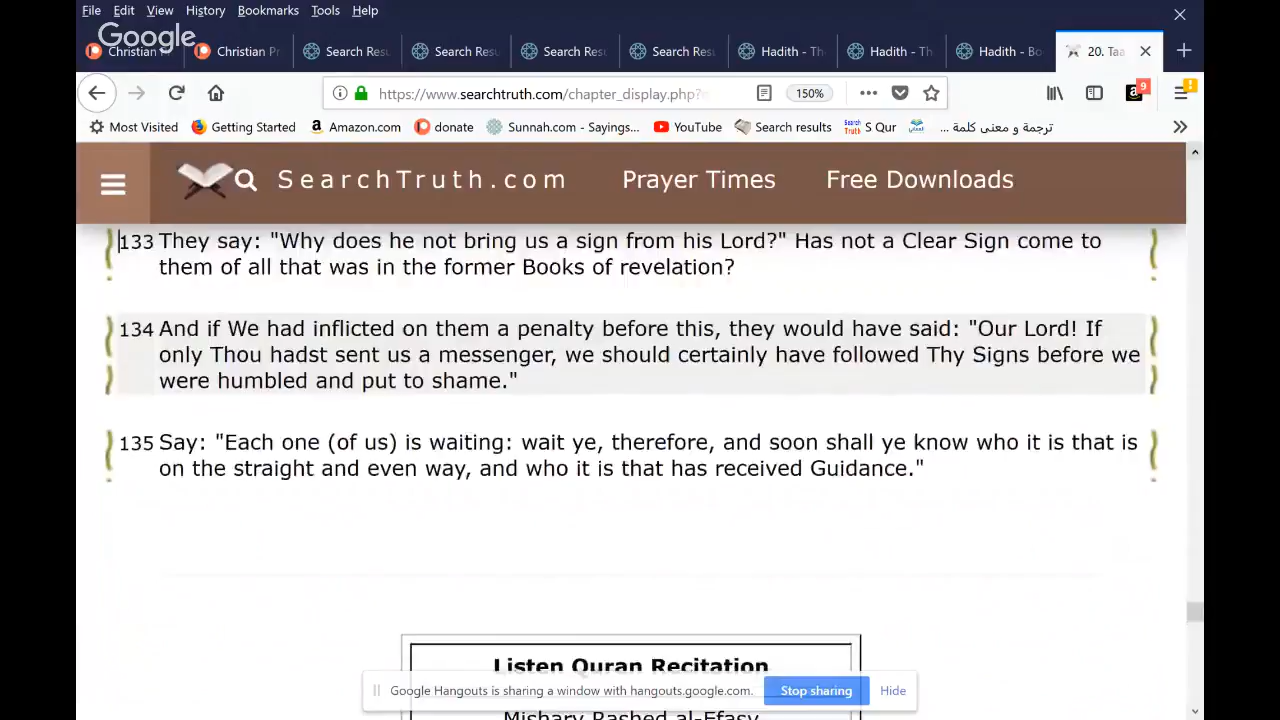 File Edit View History Bookmarks Tools Help
Google
Christian Christian Pr Search Resu Search Resu Search Resu Search Resu Hadith - Th Hadith - Th Hadith - Bo 20. Taa
https://www.searchtruth.com/chapter_display.php? 150%
9
Most Visited Getting Started Amazon.com donate Sunnah.com - Sayings... YouTube Search results Search Truth S Qur ترجمة و معنى كلمة ...
SearchTruth.com Prayer Times Free Downloads
133 They say: "Why does he not bring us a sign from his Lord?" Has not a Clear Sign come to
them of all that was in the former Books of revelation?
134 And if We had inflicted on them a penalty before this, they would have said: "Our Lord! If
only Thou hadst sent us a messenger, we should certainly have followed Thy Signs before we
were humbled and put to shame."
135 Say: "Each one (of us) is waiting: wait ye, therefore, and soon shall ye know who it is that is
on the straight and even way, and who it is that has received Guidance."
Listen Quran Recitation
Google Hangouts is sharing a window with hangouts.google.com. Stop sharing Hide
Mishary Rashed al-Efasy